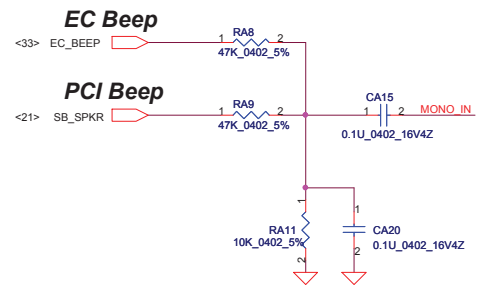 EC Beep
<33> EC_BEEP 1 RA8 2
47K_0402_5%
PCI Beep
<21> SB_SPKR 1 RA9 2
47K_0402_5%
CA15
1 2 MONO_IN
0.1U_0402_16V4Z
1 1
RA11 CA20
10K_0402_5% 0.1U_0402_16V4Z
2 2